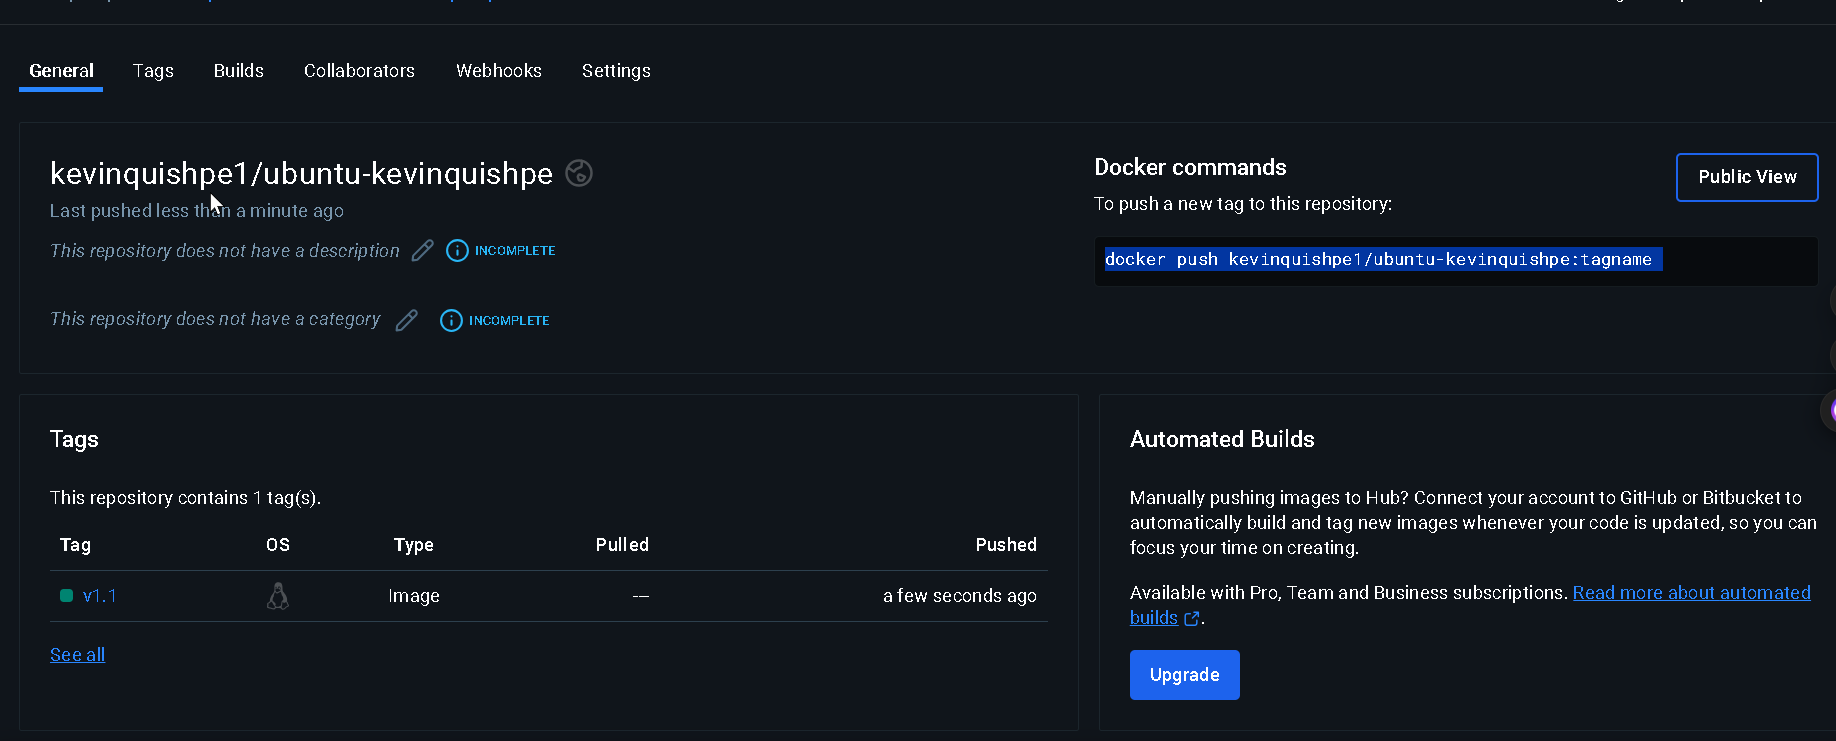 General Tags Builds Collaborators Webhooks Settings
kevinquishpe1/ubuntu-kevinquishpe
Last pushed less than a minute ago
This repository does not have a description INCOMPLETE
This repository does not have a category INCOMPLETE
Docker commands
Public View
To push a new tag to this repository:
docker push kevinquishpe1/ubuntu-kevinquishpe:tagname
Tags
This repository contains 1 tag(s).
Tag OS Type Pulled Pushed
v1.1 Image --- a few seconds ago
See all
Automated Builds
Manually pushing images to Hub? Connect your account to GitHub or Bitbucket to
automatically build and tag new images whenever your code is updated, so you can
focus your time on creating.
Available with Pro, Team and Business subscriptions. Read more about automated
builds.
Upgrade